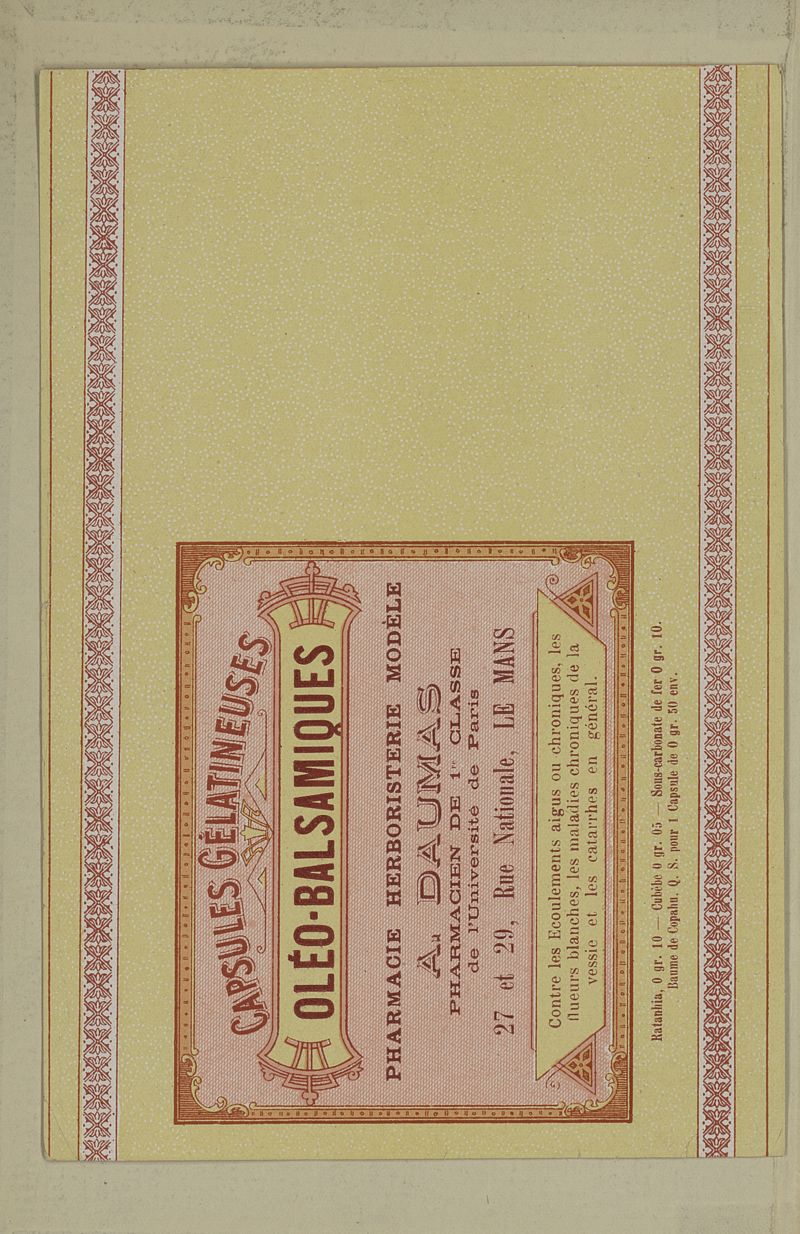 CAPSULES GÉLATINEUSES
OLÉO-BALSAMIQUES
PHARMACIE HERBORISTERIE MODÈLE
A. DAUMAS
PHARMACIEN DE 1re CLASSE
de l'Université de Paris
27 et 29, Rue Nationale, LE MANS
Contre les Ecoulements aigus ou chroniques, les
flueurs blanches, les maladies chroniques de la
vessie et les catarrhes en général.
Ratanhia, 0 gr. 10 — Cubèbe 0 gr. 05 — Sous-carbonate de fer 0 gr. 10.
Baume de Copahu. Q. S. pour 1 Capsule de 0 gr. 50 env.